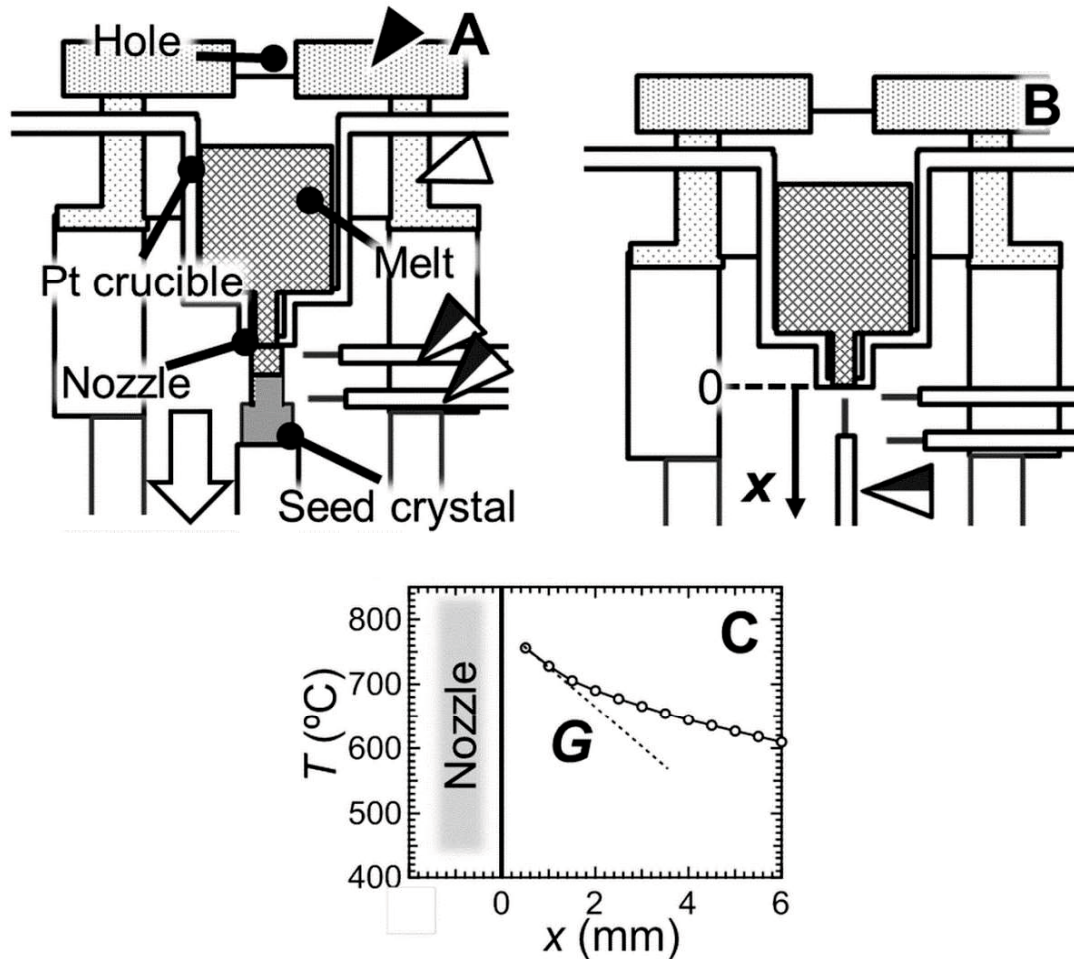 Hole
A
B
Pt crucible
Melt
Nozzle
Seed crystal
0
x
C
800
700
600
500
400
T (ºC)
Nozzle
G
0
2
4
6
x (mm)